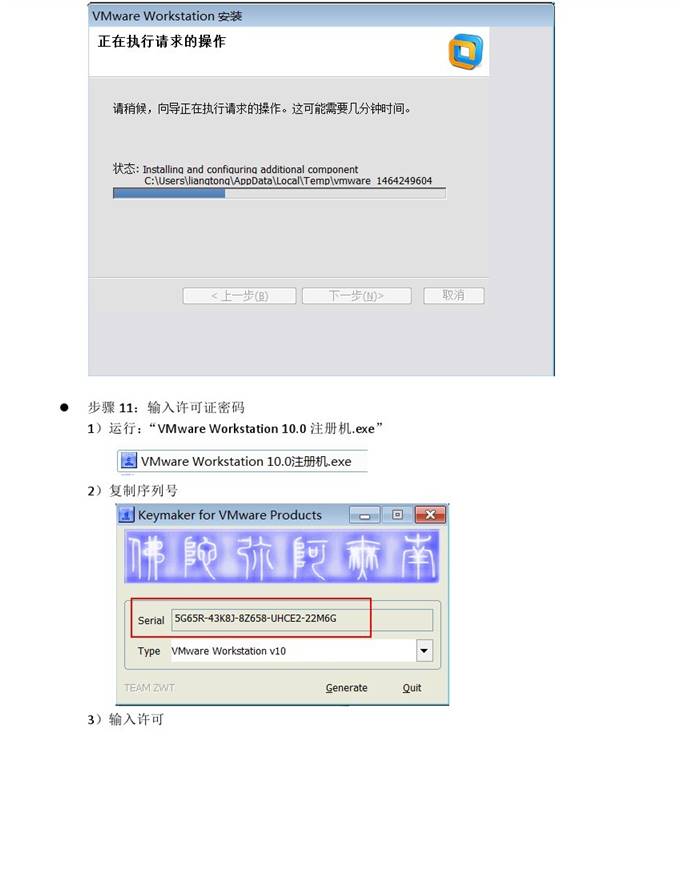 VMware Workstation 安装
正在执行请求的操作
请稍候，向导正在执行请求的操作。这可能需要几分钟时间。
状态: Installing and configuring additional component
C:\Users\liangtong\AppData\Local\Temp\vmware_1464249604
< 上一步(B)
下一步(N)>
取消
● 步骤 11：输入许可证密码
1）运行：“VMware Workstation 10.0 注册机.exe”
VMware Workstation 10.0注册机.exe
2）复制序列号
Keymaker for VMware Products
南無阿弥陀佛
Serial 5G65R-43K8J-8Z658-UHCE2-22M6G
Type VMware Workstation v10
TEAM ZWT
Generate
Quit
3）输入许可